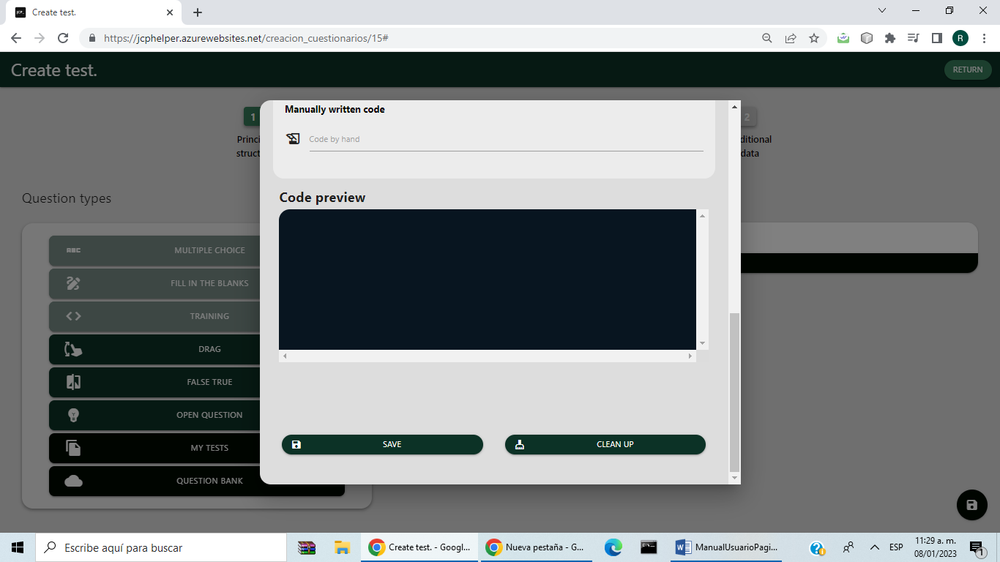 Create test.
https://jcphelper.azurewebsites.net/creacion_cuestionarios/15#
R
Create test.
RETURN
1
2
Princi
struct
ditional
data
Manually written code
Code by hand
Code preview
Question types
ABC
MULTIPLE CHOICE
FILL IN THE BLANKS
TRAINING
DRAG
FALSE TRUE
OPEN QUESTION
MY TESTS
QUESTION BANK
SAVE
CLEAN UP
Escribe aquí para buscar
Create test. - Googl...
Nueva pestaña - G...
ManualUsuarioPagi...
ESP
11:29 a. m.
08/01/2023
1